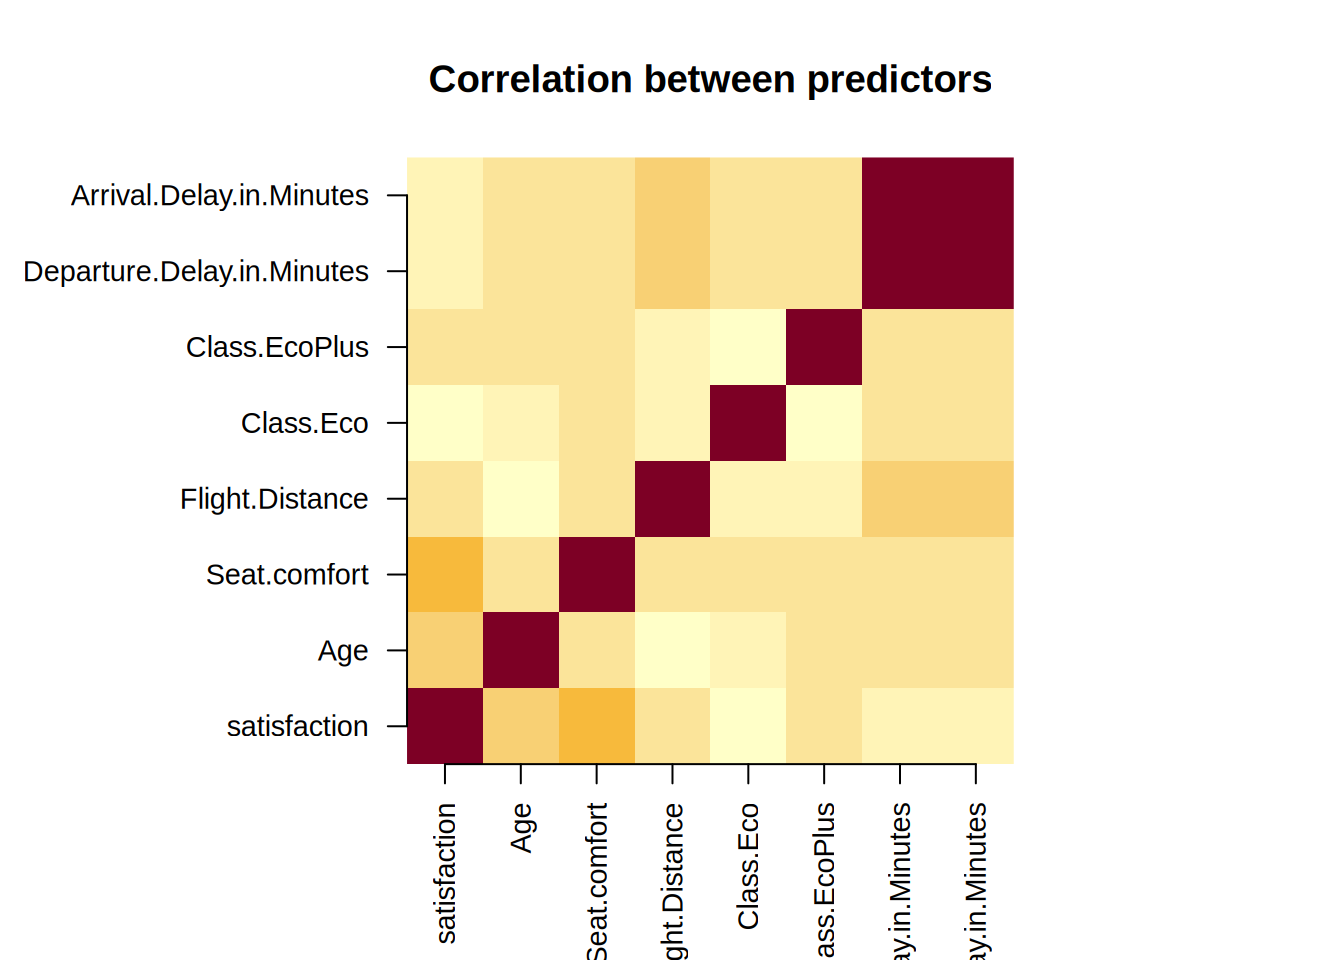 Correlation between predictors
Arrival.Delay.in.Minutes
Departure.Delay.in.Minutes
Class.EcoPlus
Class.Eco
Flight.Distance
Seat.comfort
Age
satisfaction
satisfaction
Age
Seat.comfort
ght.Distance
Class.Eco
ass.EcoPlus
ay.in.Minutes
ay.in.Minutes